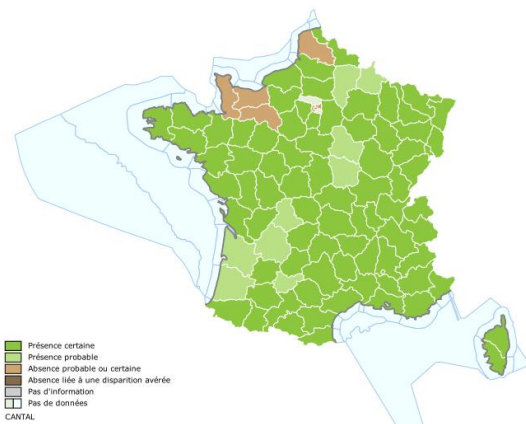 Présence certaine
Présence probable
Absence probable ou certaine
Absence liée à une disparition avérée
Pas d'information
Pas de données
CANTAL